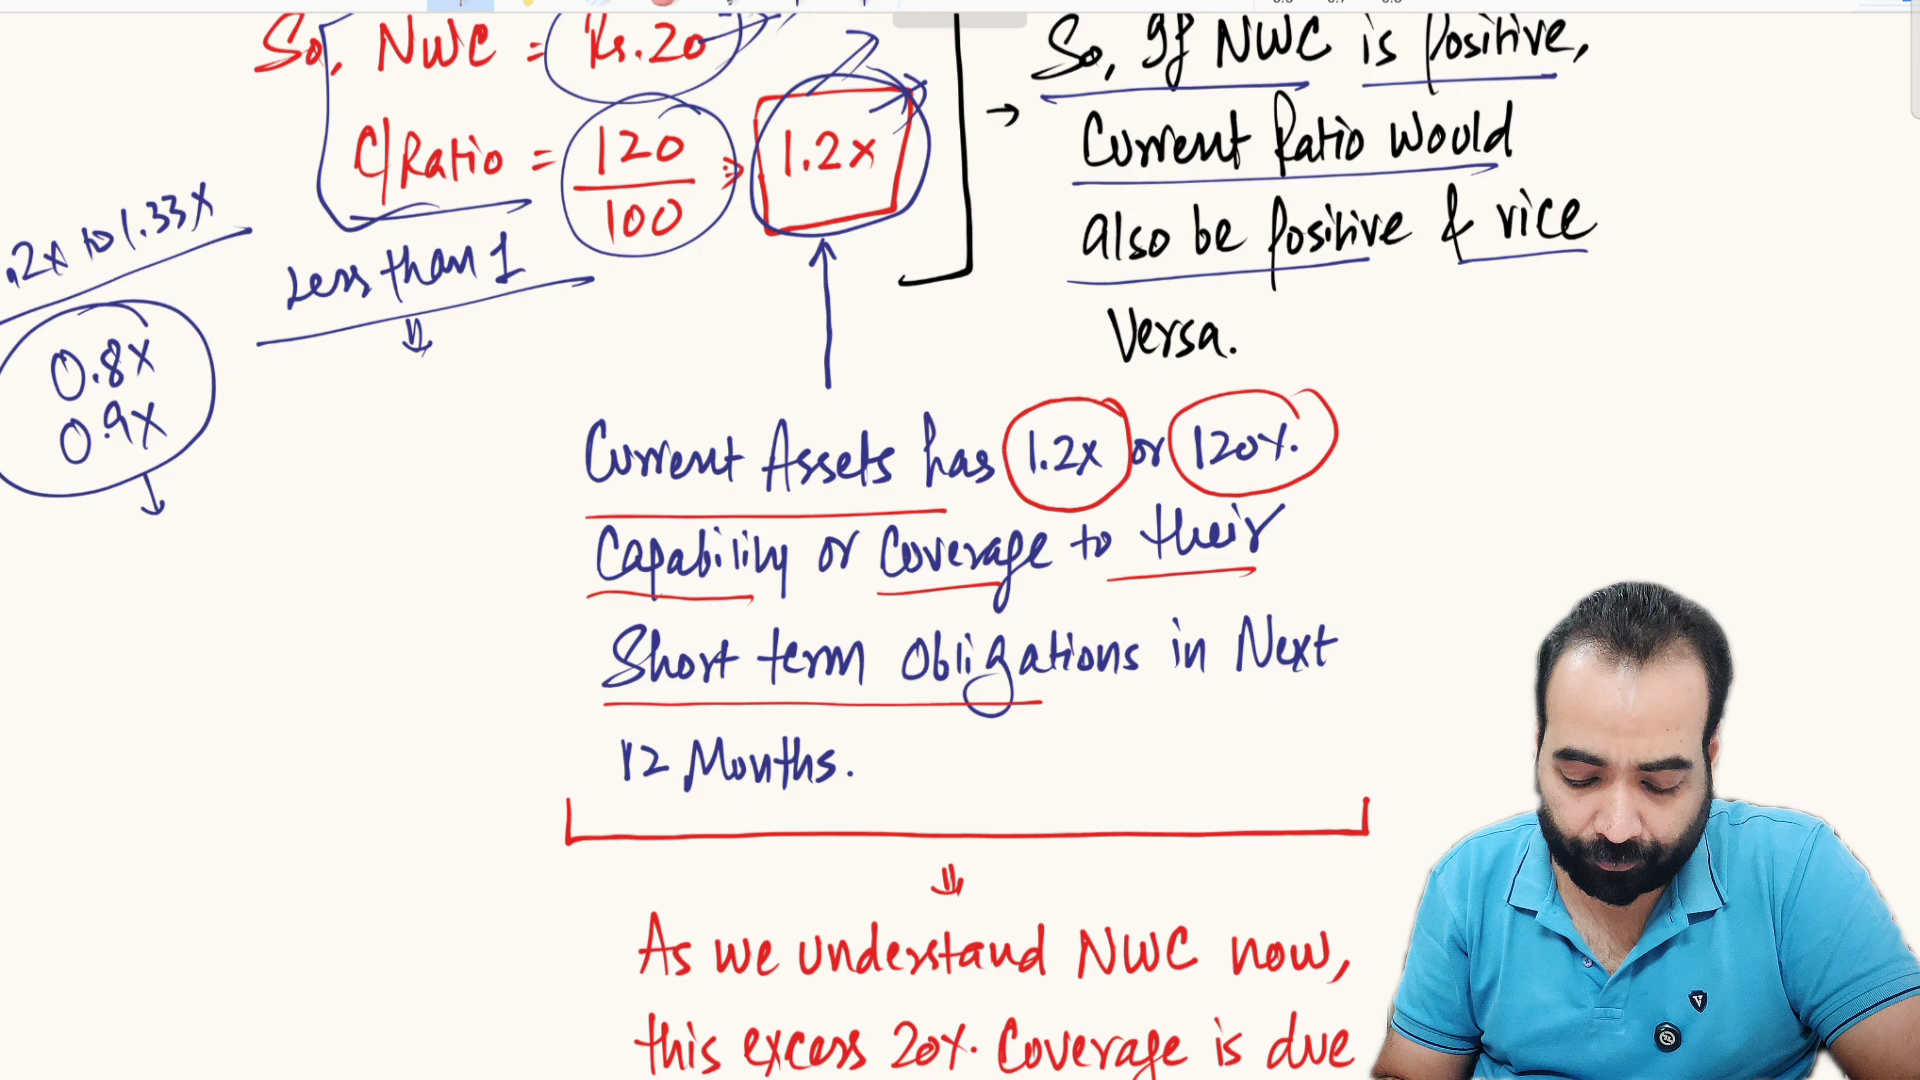 So, NWC = Rs. 20
C/Ratio = 120/100 => 1.2x
.2x to 1.33x
Less than 1
0.8x
0.9x
So, If NWC is Positive,
Current Ratio Would
also be Positive & vice
Versa.
Current Assets has 1.2x or 120%.
Capability or Coverage to their
Short term Obligations in Next
12 Months.
As we understand NWC now,
this excess 20%. Coverage is due